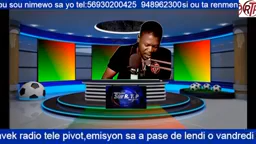 ou sou nimewo sa yo tel:56930200425 948962300si ou ta renmen
avek radio tele pivot,emisyon sa a pase de lendi o vandredi